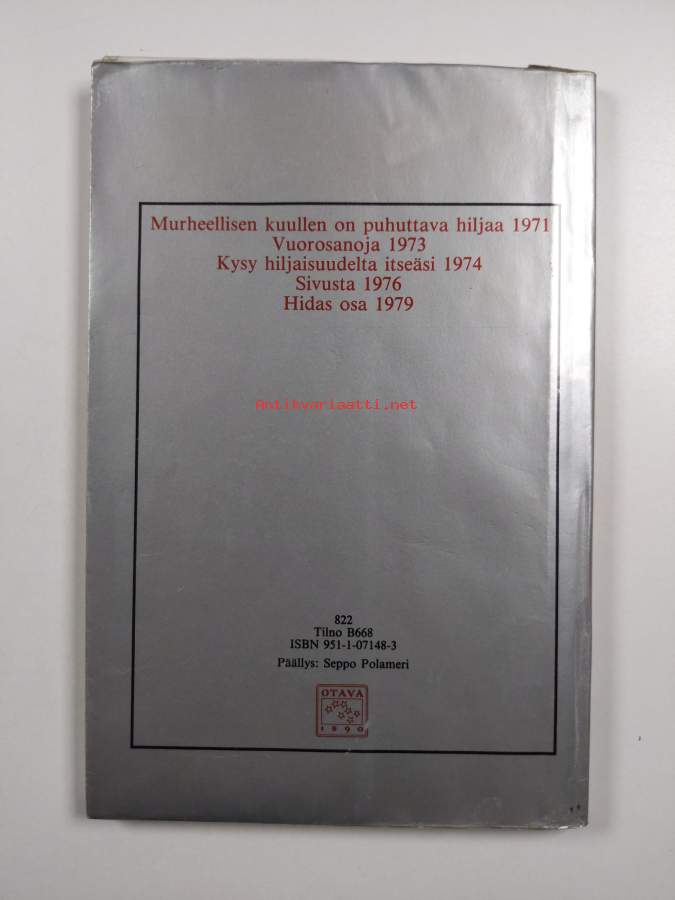 Murheellisen kuullen on puhuttava hiljaa 1971
Vuorosanoja 1973
Kysy hiljaisuudelta itseäsi 1974
Sivusta 1976
Hidas osa 1979
Antikvariaatti.net
822
Tilno B668
ISBN 951-1-07148-3
Päällys: Seppo Polameri
OTAVA
1890